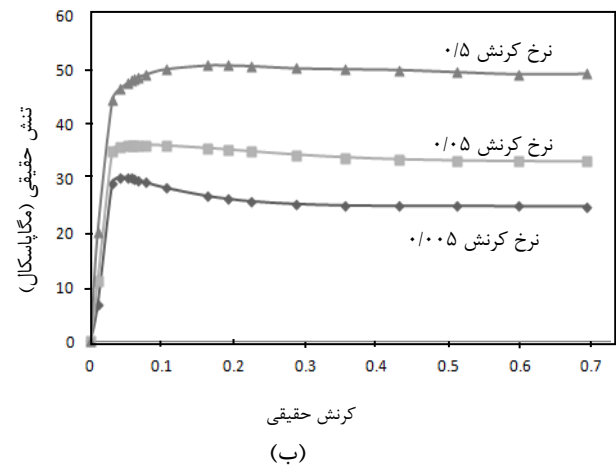 60
50
40
30
20
10
0
تنش حقیقی (مگاپاسکال)
نرخ کرنش ۰/۵
نرخ کرنش ۰/۰۵
نرخ کرنش ۰/۰۰۵
0 0.1 0.2 0.3 0.4 0.5 0.6 0.7
کرنش حقیقی
(ب)